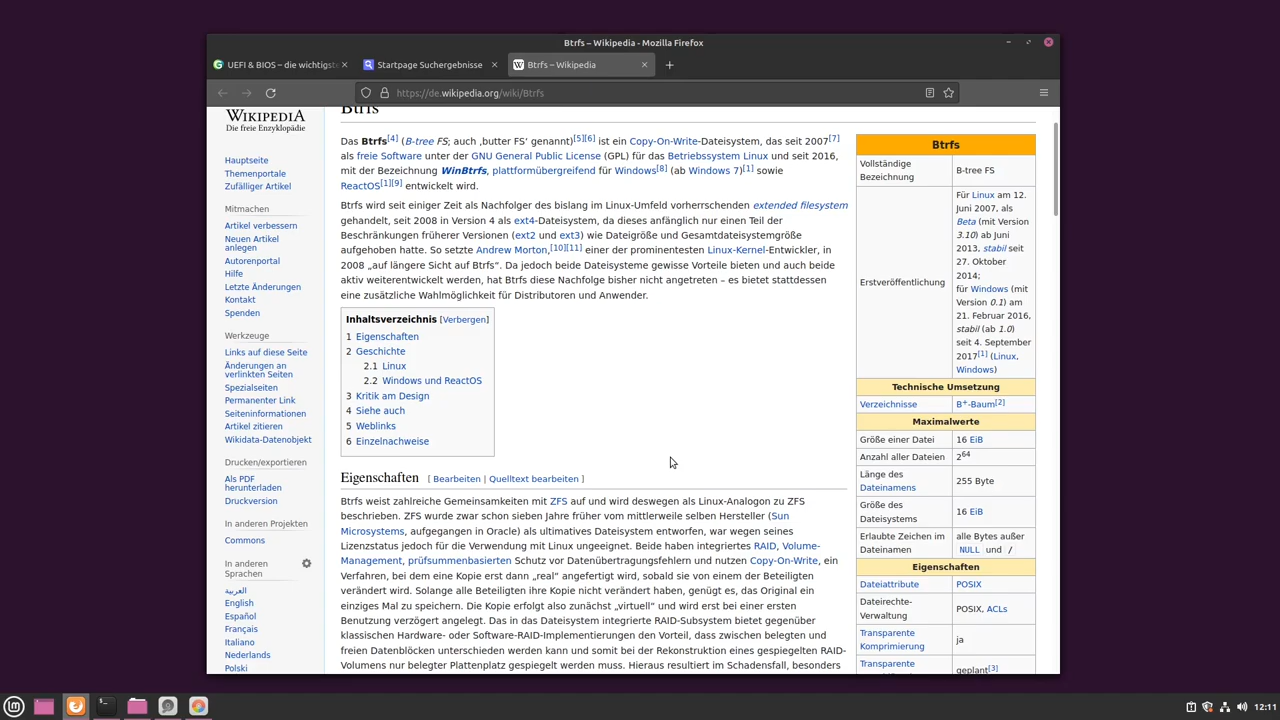 Btrfs – Wikipedia - Mozilla Firefox
UEFI & BIOS – die wichtigst
Startpage Suchergebnisse
Btrfs – Wikipedia
https://de.wikipedia.org/wiki/Btrfs
WIKIPEDIA
Die freie Enzyklopädie
Hauptseite
Themenportale
Zufälliger Artikel
Mitmachen
Artikel verbessern
Neuen Artikel
anlegen
Autorenportal
Hilfe
Letzte Änderungen
Kontakt
Spenden
Werkzeuge
Links auf diese Seite
Änderungen an
verlinkten Seiten
Spezialseiten
Permanenter Link
Seiteninformationen
Artikel zitieren
Wikidata-Datenobjekt
Drucken/exportieren
Als PDF
herunterladen
Druckversion
In anderen Projekten
Commons
In anderen
Sprachen
العربية
English
Español
Français
Italiano
Nederlands
Polski
Btrfs
Das Btrfs[4] (B-tree FS; auch ‚butter FS‘ genannt)[5][6] ist ein Copy-On-Write-Dateisystem, das seit 2007[7]
als freie Software unter der GNU General Public License (GPL) für das Betriebssystem Linux und seit 2016,
mit der Bezeichnung WinBtrfs, plattformübergreifend für Windows[8] (ab Windows 7)[1] sowie
ReactOS[1][9] entwickelt wird.
Btrfs wird seit einiger Zeit als Nachfolger des bislang im Linux-Umfeld vorherrschenden extended filesystem
gehandelt, seit 2008 in Version 4 als ext4-Dateisystem, da dieses anfänglich nur einen Teil der
Beschränkungen früherer Versionen (ext2 und ext3) wie Dateigröße und Gesamtdateisystemgröße
aufgehoben hatte. So setzte Andrew Morton,[10][11] einer der prominentesten Linux-Kernel-Entwickler, in
2008 „auf längere Sicht auf Btrfs“. Da jedoch beide Dateisysteme gewisse Vorteile bieten und auch beide
aktiv weiterentwickelt werden, hat Btrfs diese Nachfolge bisher nicht angetreten – es bietet stattdessen
eine zusätzliche Wahlmöglichkeit für Distributoren und Anwender.
Inhaltsverzeichnis [Verbergen]
1 Eigenschaften
2 Geschichte
2.1 Linux
2.2 Windows und ReactOS
3 Kritik am Design
4 Siehe auch
5 Weblinks
6 Einzelnachweise
Eigenschaften [ Bearbeiten | Quelltext bearbeiten ]
Btrfs weist zahlreiche Gemeinsamkeiten mit ZFS auf und wird deswegen als Linux-Analogon zu ZFS
beschrieben. ZFS wurde zwar schon sieben Jahre früher vom mittlerweile selben Hersteller (Sun
Microsystems, aufgegangen in Oracle) als ultimatives Dateisystem entworfen, war wegen seines
Lizenzstatus jedoch für die Verwendung mit Linux ungeeignet. Beide haben integriertes RAID, Volume-
Management, prüfsummenbasierten Schutz vor Datenübertragungsfehlern und nutzen Copy-On-Write, ein
Verfahren, bei dem eine Kopie erst dann „real“ angefertigt wird, sobald sie von einem der Beteiligten
verändert wird. Solange alle Beteiligten ihre Kopie nicht verändert haben, genügt es, das Original ein
einziges Mal zu speichern. Die Kopie erfolgt also zunächst „virtuell“ und wird erst bei einer ersten
Benutzung verzögert angelegt. Das in das Dateisystem integrierte RAID-Subsystem bietet gegenüber
klassischen Hardware- oder Software-RAID-Implementierungen den Vorteil, dass zwischen belegten und
freien Datenblöcken unterschieden werden kann und somit bei der Rekonstruktion eines gespiegelten RAID-
Volumens nur belegter Plattenplatz gespiegelt werden muss. Hieraus resultiert im Schadensfall, besonders
Btrfs
Vollständige
Bezeichnung
B-tree FS
Erstveröffentlichung
Für Linux am 12.
Juni 2007, als
Beta (mit Version
3.10) ab Juni
2013, stabil seit
27. Oktober
2014;
für Windows (mit
Version 0.1) am
21. Februar 2016,
stabil (ab 1.0)
seit 4. September
2017[1] (Linux,
Windows)
Technische Umsetzung
Verzeichnisse B+-Baum[2]
Maximalwerte
Größe einer Datei 16 EiB
Anzahl aller Dateien 2^64
Länge des
Dateinamens
255 Byte
Größe des
Dateisystems
16 EiB
Erlaubte Zeichen im
Dateinamen
alle Bytes außer
NULL und /
Eigenschaften
Dateiattribute POSIX
Dateirechte-
Verwaltung
POSIX, ACLs
Transparente
Komprimierung
ja
Transparente
geplant[3]
12:11